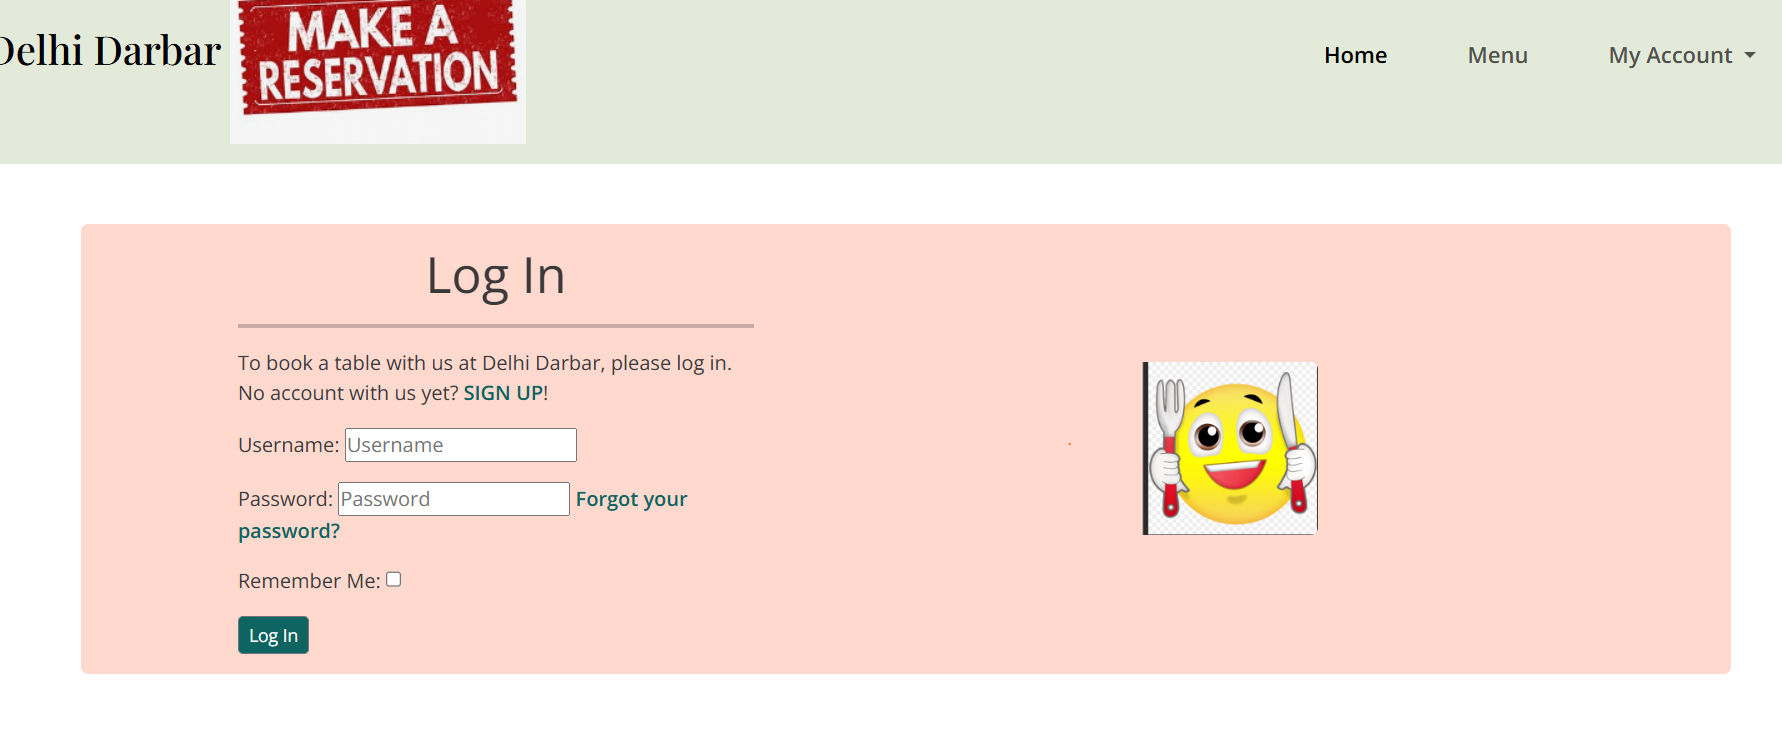 Delhi Darbar
MAKE A
RESERVATION
Home
Menu
My Account
Log In
To book a table with us at Delhi Darbar, please log in.
No account with us yet? SIGN UP!
Username: Username
Password: Password Forgot your
password?
Remember Me:
Log In